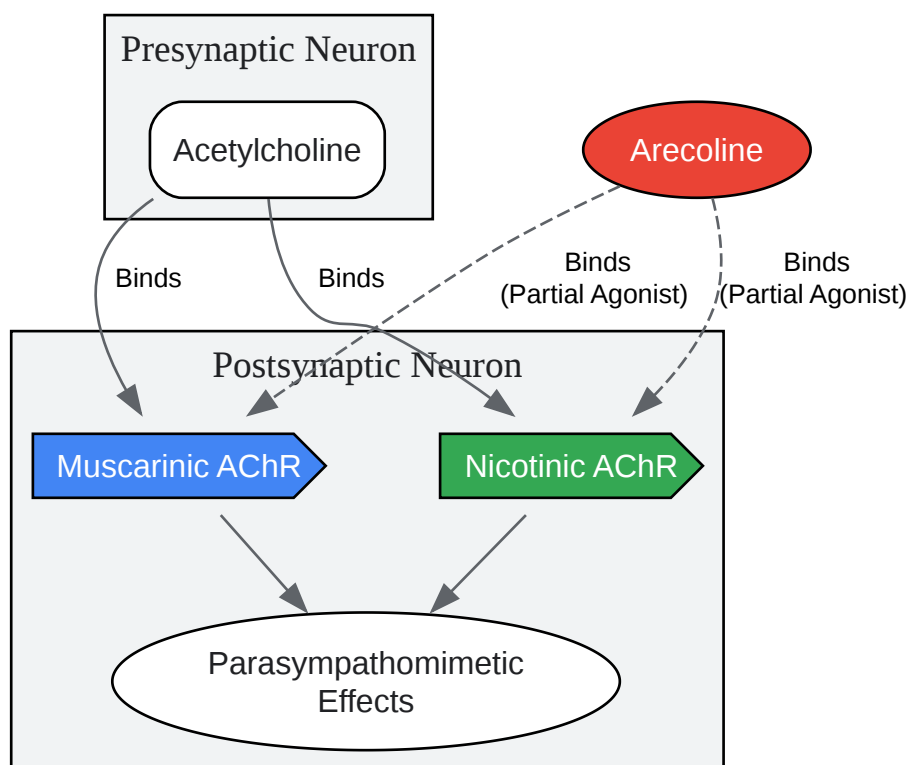 Presynaptic Neuron
Acetylcholine
Arecoline
Binds
Binds
Binds
(Partial Agonist)
Binds
(Partial Agonist)
Postsynaptic Neuron
Muscarinic AChR
Nicotinic AChR
Parasympathomimetic
Effects